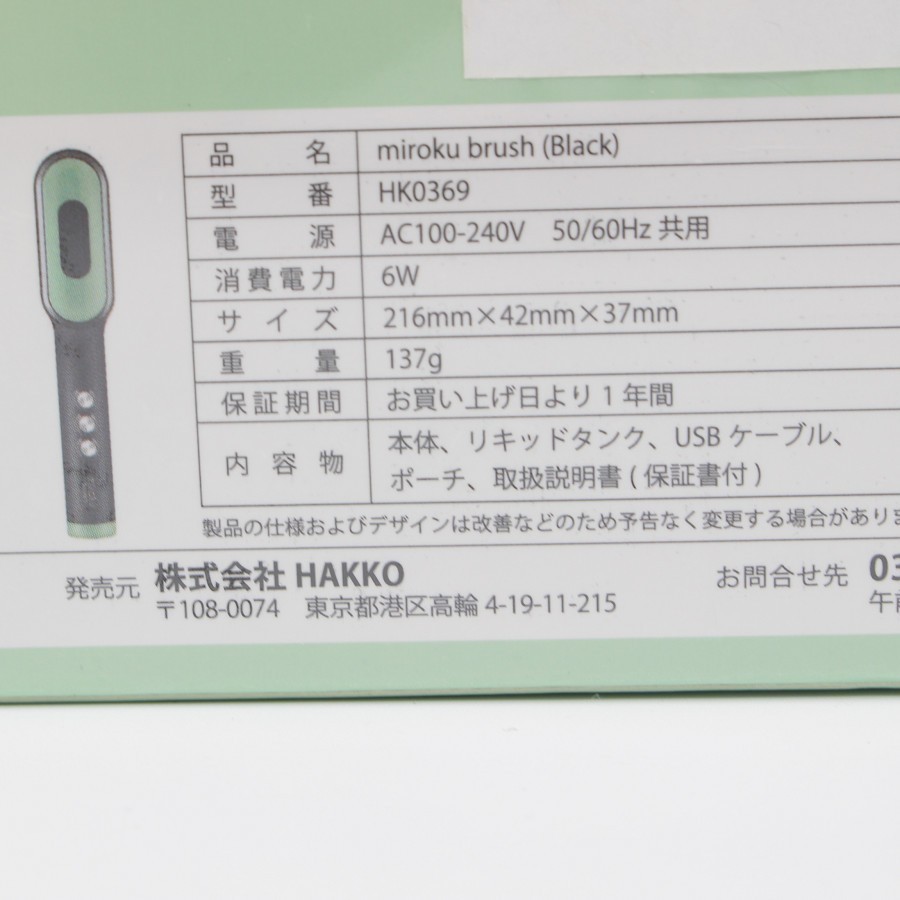 品名 miroku brush (Black)
型番 HK0369
電源 AC100-240V 50/60Hz 共用
消費電力 6W
サイズ 216mm×42mm×37mm
重量 137g
保証期間 お買い上げ日より1年間
内容物 本体、リキッドタンク、USB ケーブル、
ポーチ、取扱説明書 ( 保証書付 )
製品の仕様およびデザインは改善などのため予告なく変更する場合がありま
発売元 株式会社 HAKKO
〒108-0074 東京都港区高輪 4-19-11-215
お問合せ先 03
午前